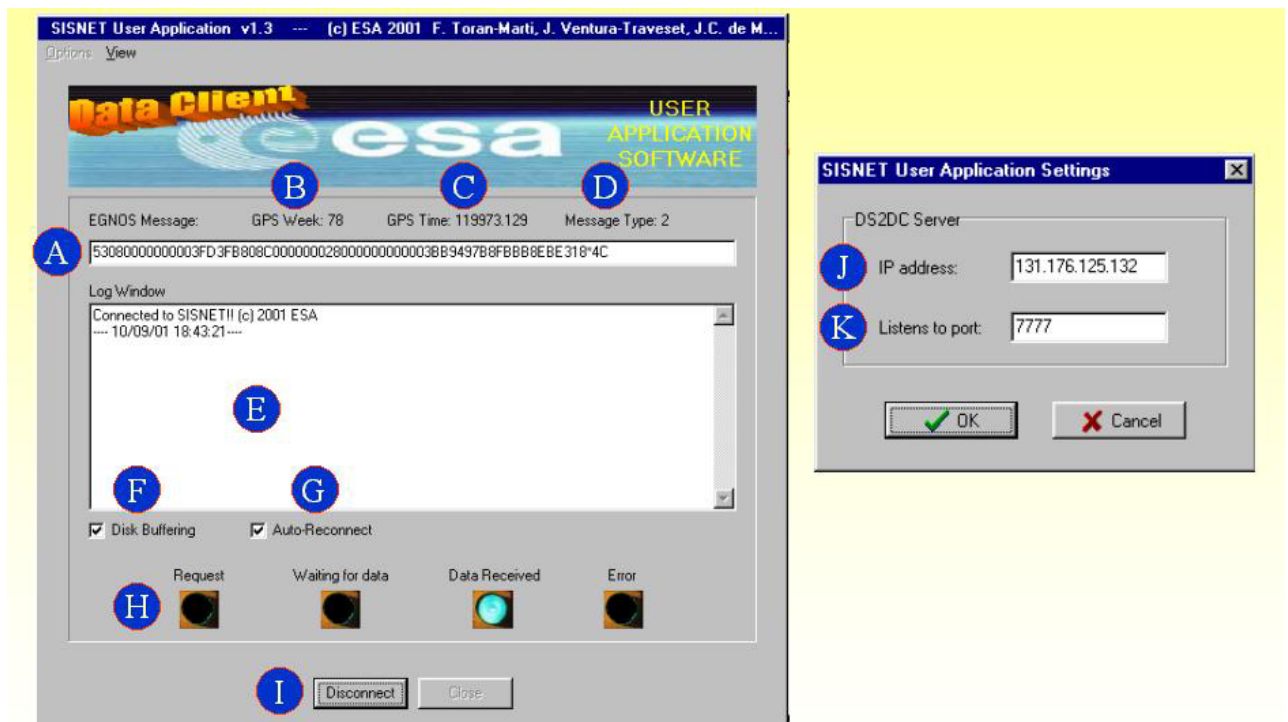 SISNET User Application v1.3 --- (c) ESA 2001 F. Toran-Marti, J. Ventura-Traveset, J.C. de M...
Options View
Data Client
esa
USER
APPLICATION
SOFTWARE
B C D
EGNOS Message: GPS Week: 78 GPS Time: 119973.129 Message Type: 2
A
53080000000003FD3FB808C0000000280000000000003BB9497B8FBBB8EBE318*4C
Log Window
Connected to SISNET!! (c) 2001 ESA
---- 10/09/01 18:43:21----
E
F G
Disk Buffering Auto-Reconnect
Request Waiting for data Data Received Error
H
I Disconnect Close
SISNET User Application Settings
DS2DC Server
J IP address: 131.176.125.132
K Listens to port: 7777
OK Cancel